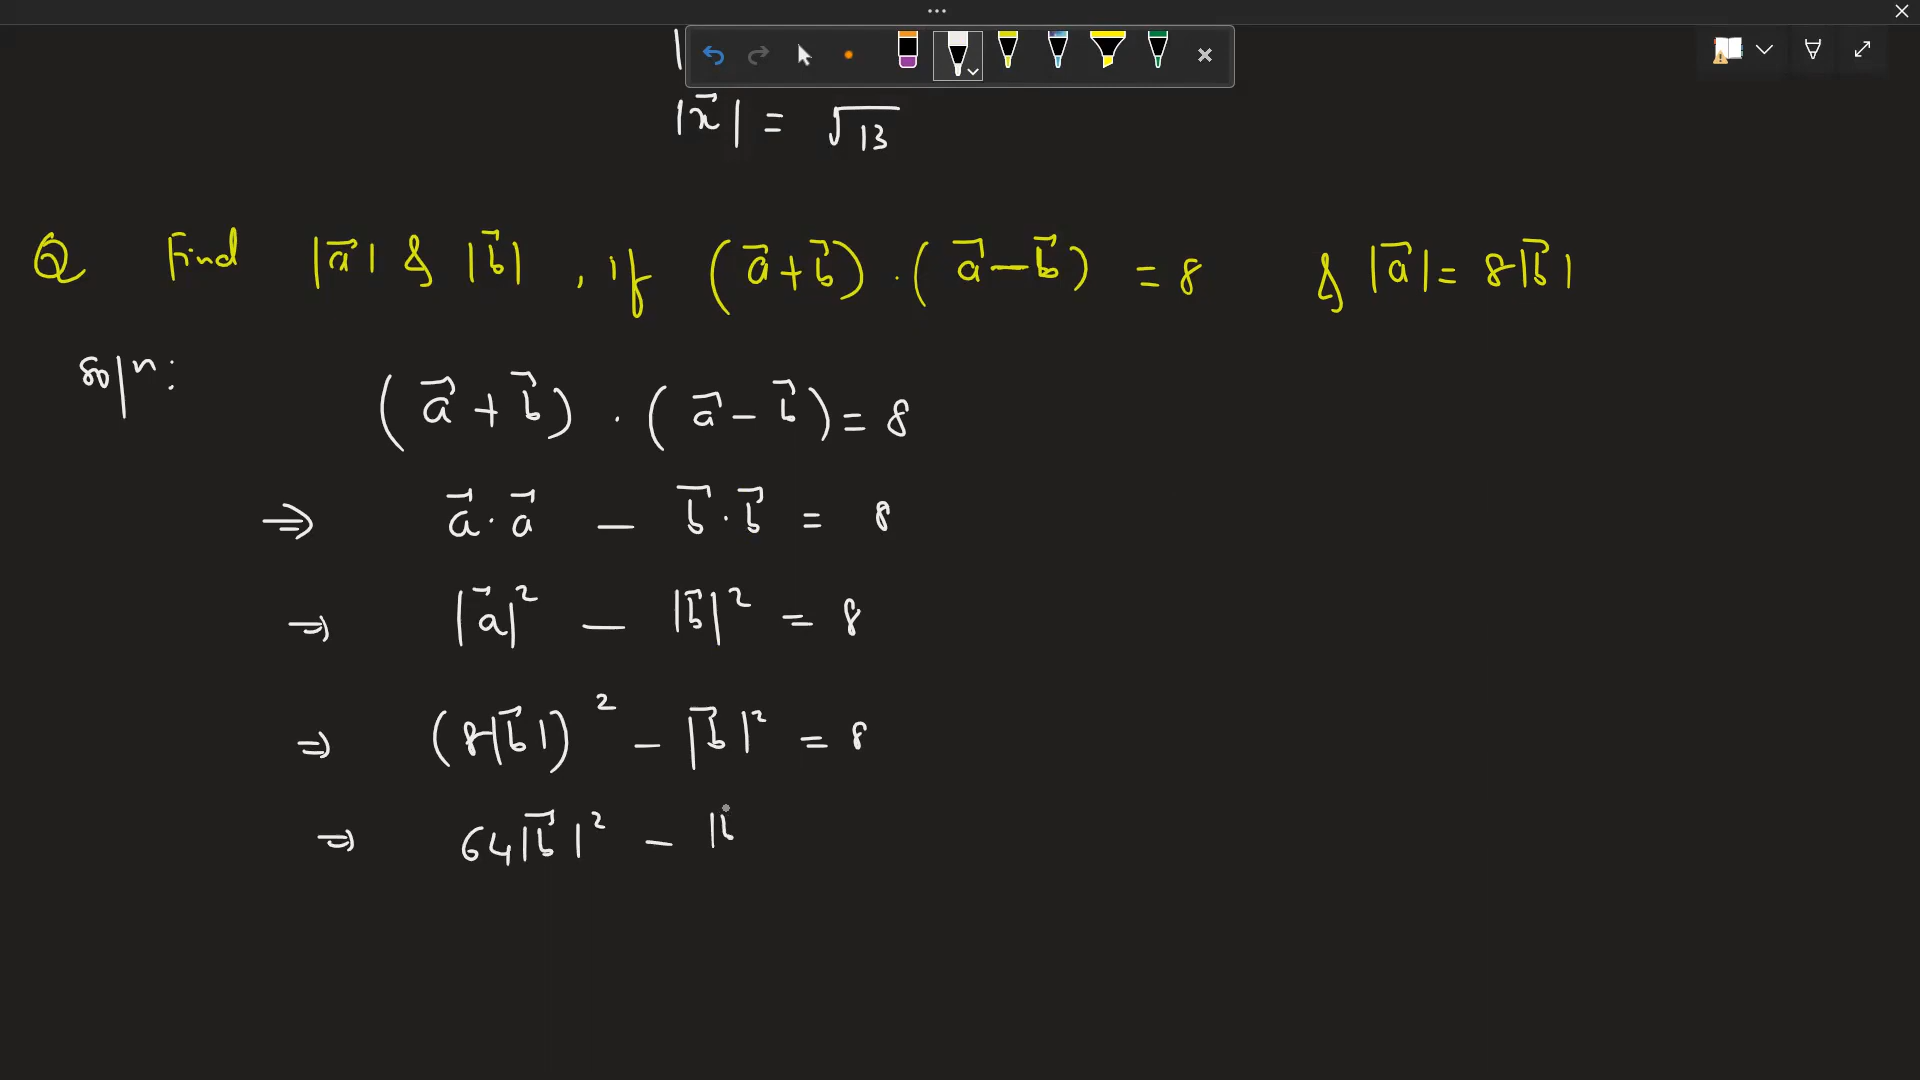 |x⃗| = √13
Q Find |a⃗| & |b⃗| , if (a⃗+b⃗) · (a⃗−b⃗) = 8 & |a⃗| = 8|b⃗|
Solⁿ:
(a⃗ + b⃗) · (a⃗ − b⃗) = 8
⇒ a⃗ · a⃗ − b⃗ · b⃗ = 8
⇒ |a⃗|² − |b⃗|² = 8
⇒ (8|b⃗|)² − |b⃗|² = 8
⇒ 64|b⃗|² − |b